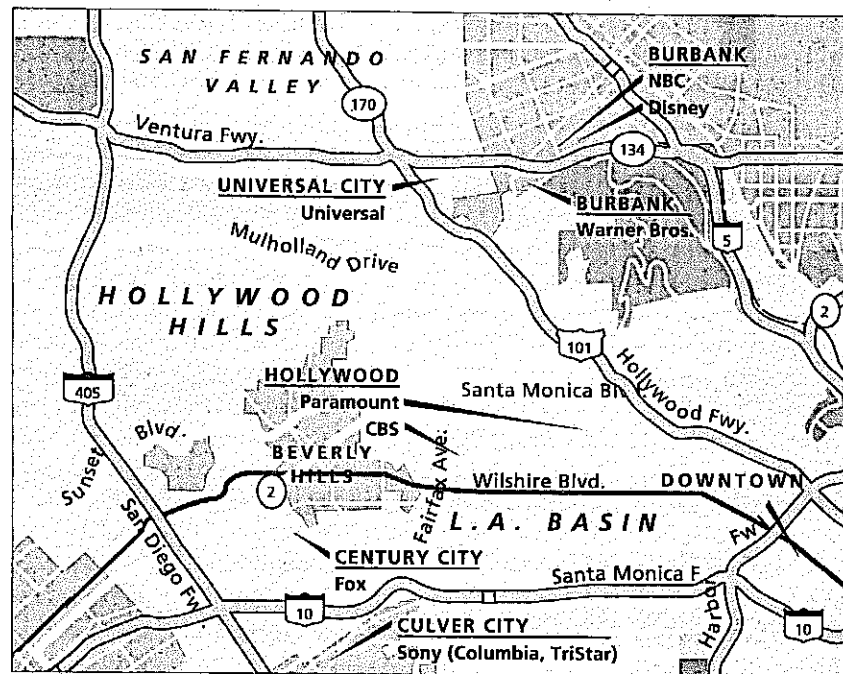 SAN FERNANDO
VALLEY
BURBANK
NBC
Disney
170
Ventura Fwy.
134
UNIVERSAL CITY
Universal
BURBANK
Warner Bros.
Mulholland Drive
5
HOLLYWOOD
HILLS
2
101
Hollywood Fwy.
HOLLYWOOD
Paramount
CBS
405
Santa Monica Bl
Sunset Blvd.
BEVERLY
HILLS
Fairfax Ave.
2
Wilshire Blvd.
DOWNTOWN
San Diego Fw.
L.A. BASIN
CENTURY CITY
Fox
Santa Monica F
Harbor Fw
10
10
CULVER CITY
Sony (Columbia, TriStar)